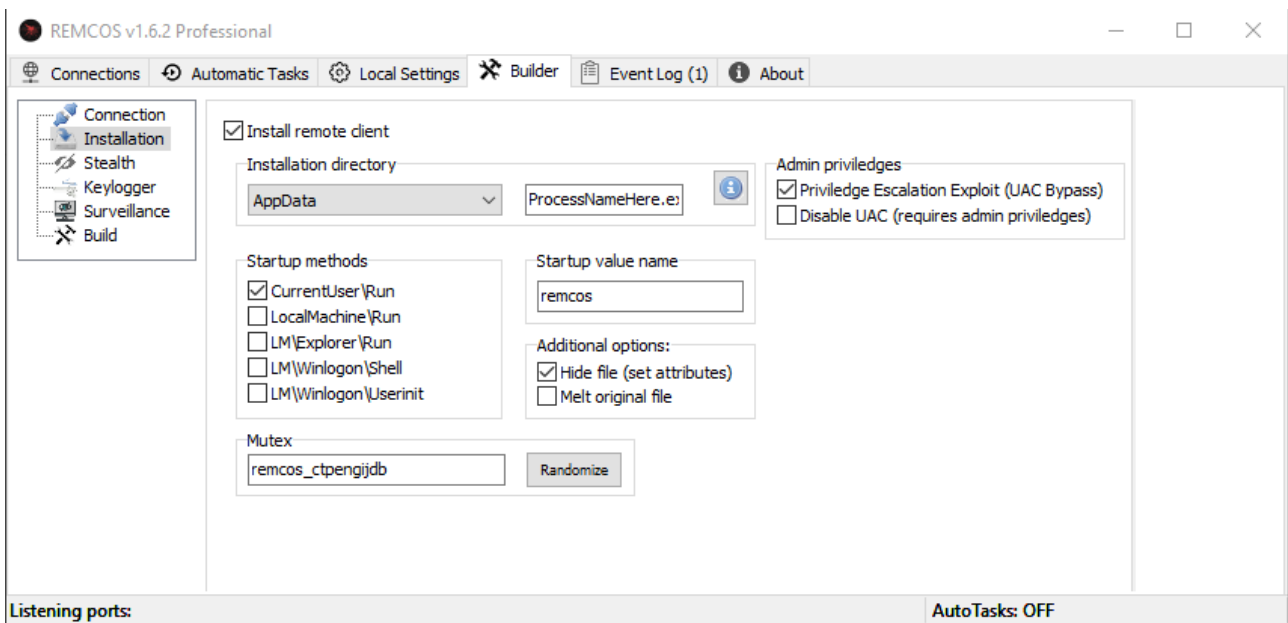 REMCOS v1.6.2 Professional
Connections Automatic Tasks Local Settings Builder Event Log (1) About
Connection
Installation
Stealth
Keylogger
Surveillance
Build
Install remote client
Installation directory
AppData
ProcessNameHere.e
Admin priviledges
Priviledge Escalation Exploit (UAC Bypass)
Disable UAC (requires admin priviledges)
Startup methods
CurrentUser\Run
LocalMachine\Run
LM\Explorer\Run
LM\Winlogon\Shell
LM\Winlogon\Userinit
Startup value name
remcos
Additional options:
Hide file (set attributes)
Melt original file
Mutex
remcos_ctpengijdb
Randomize
Listening ports:
AutoTasks: OFF